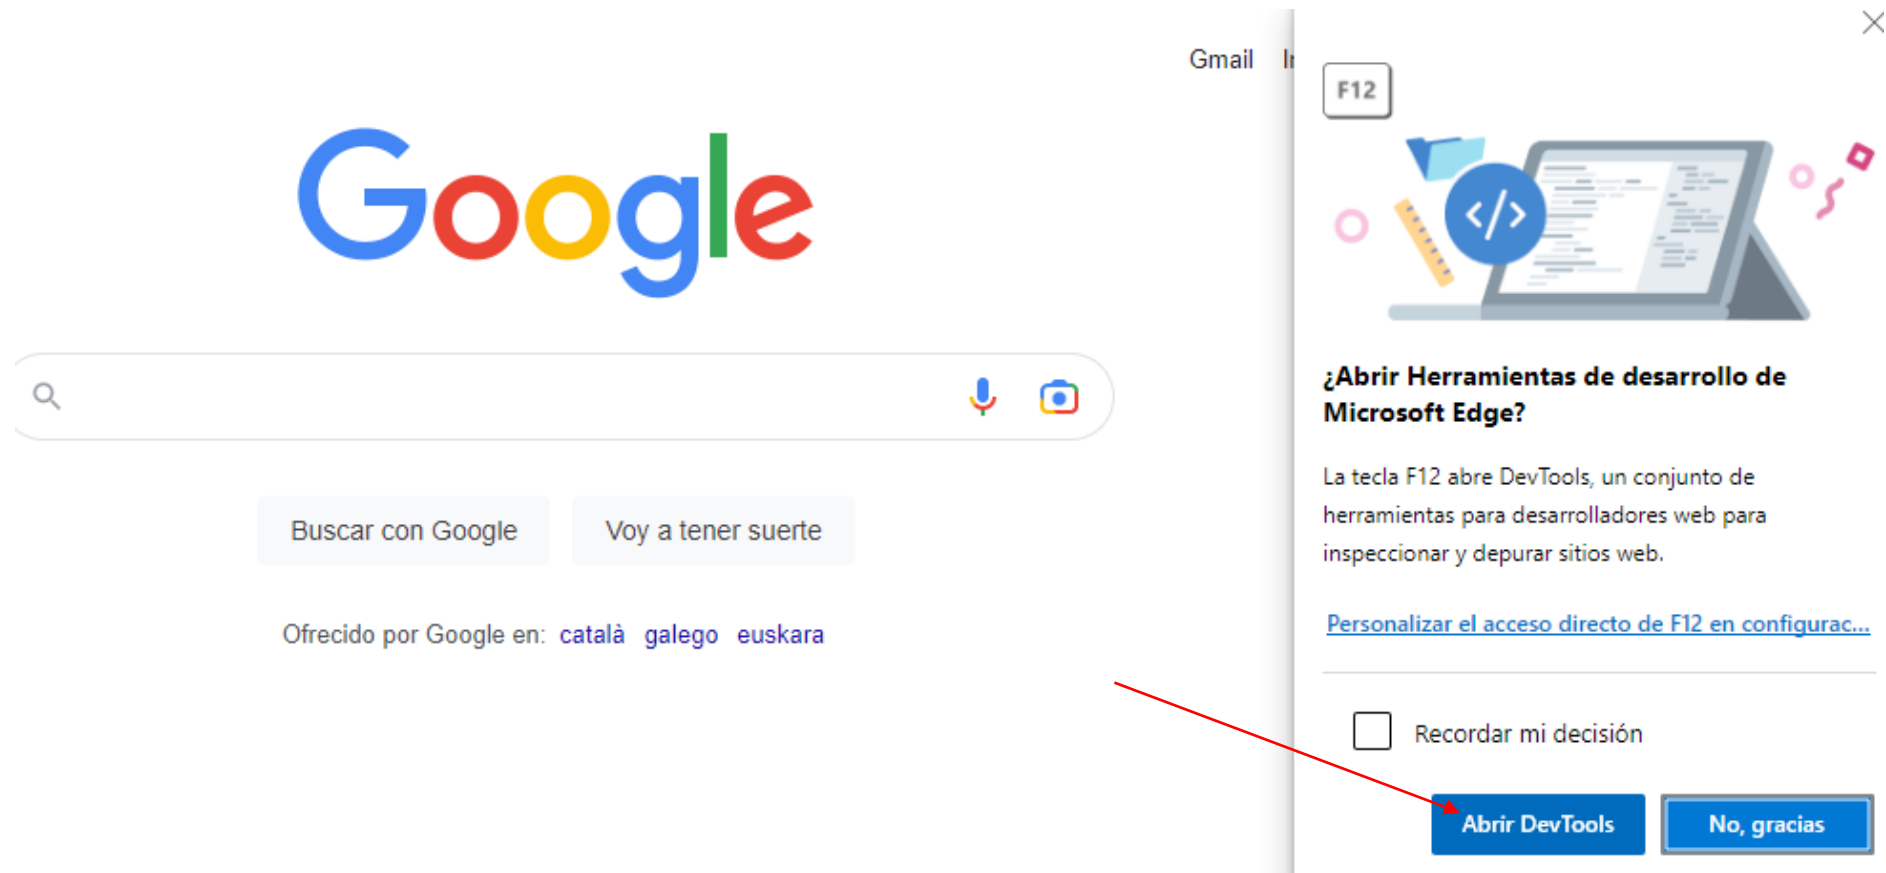 Gmail
Google
Buscar con Google
Voy a tener suerte
Ofrecido por Google en: català galego euskara
F12
</>
¿Abrir Herramientas de desarrollo de
Microsoft Edge?
La tecla F12 abre DevTools, un conjunto de
herramientas para desarrolladores web para
inspeccionar y depurar sitios web.
Personalizar el acceso directo de F12 en configurac...
Recordar mi decisión
Abrir DevTools
No, gracias